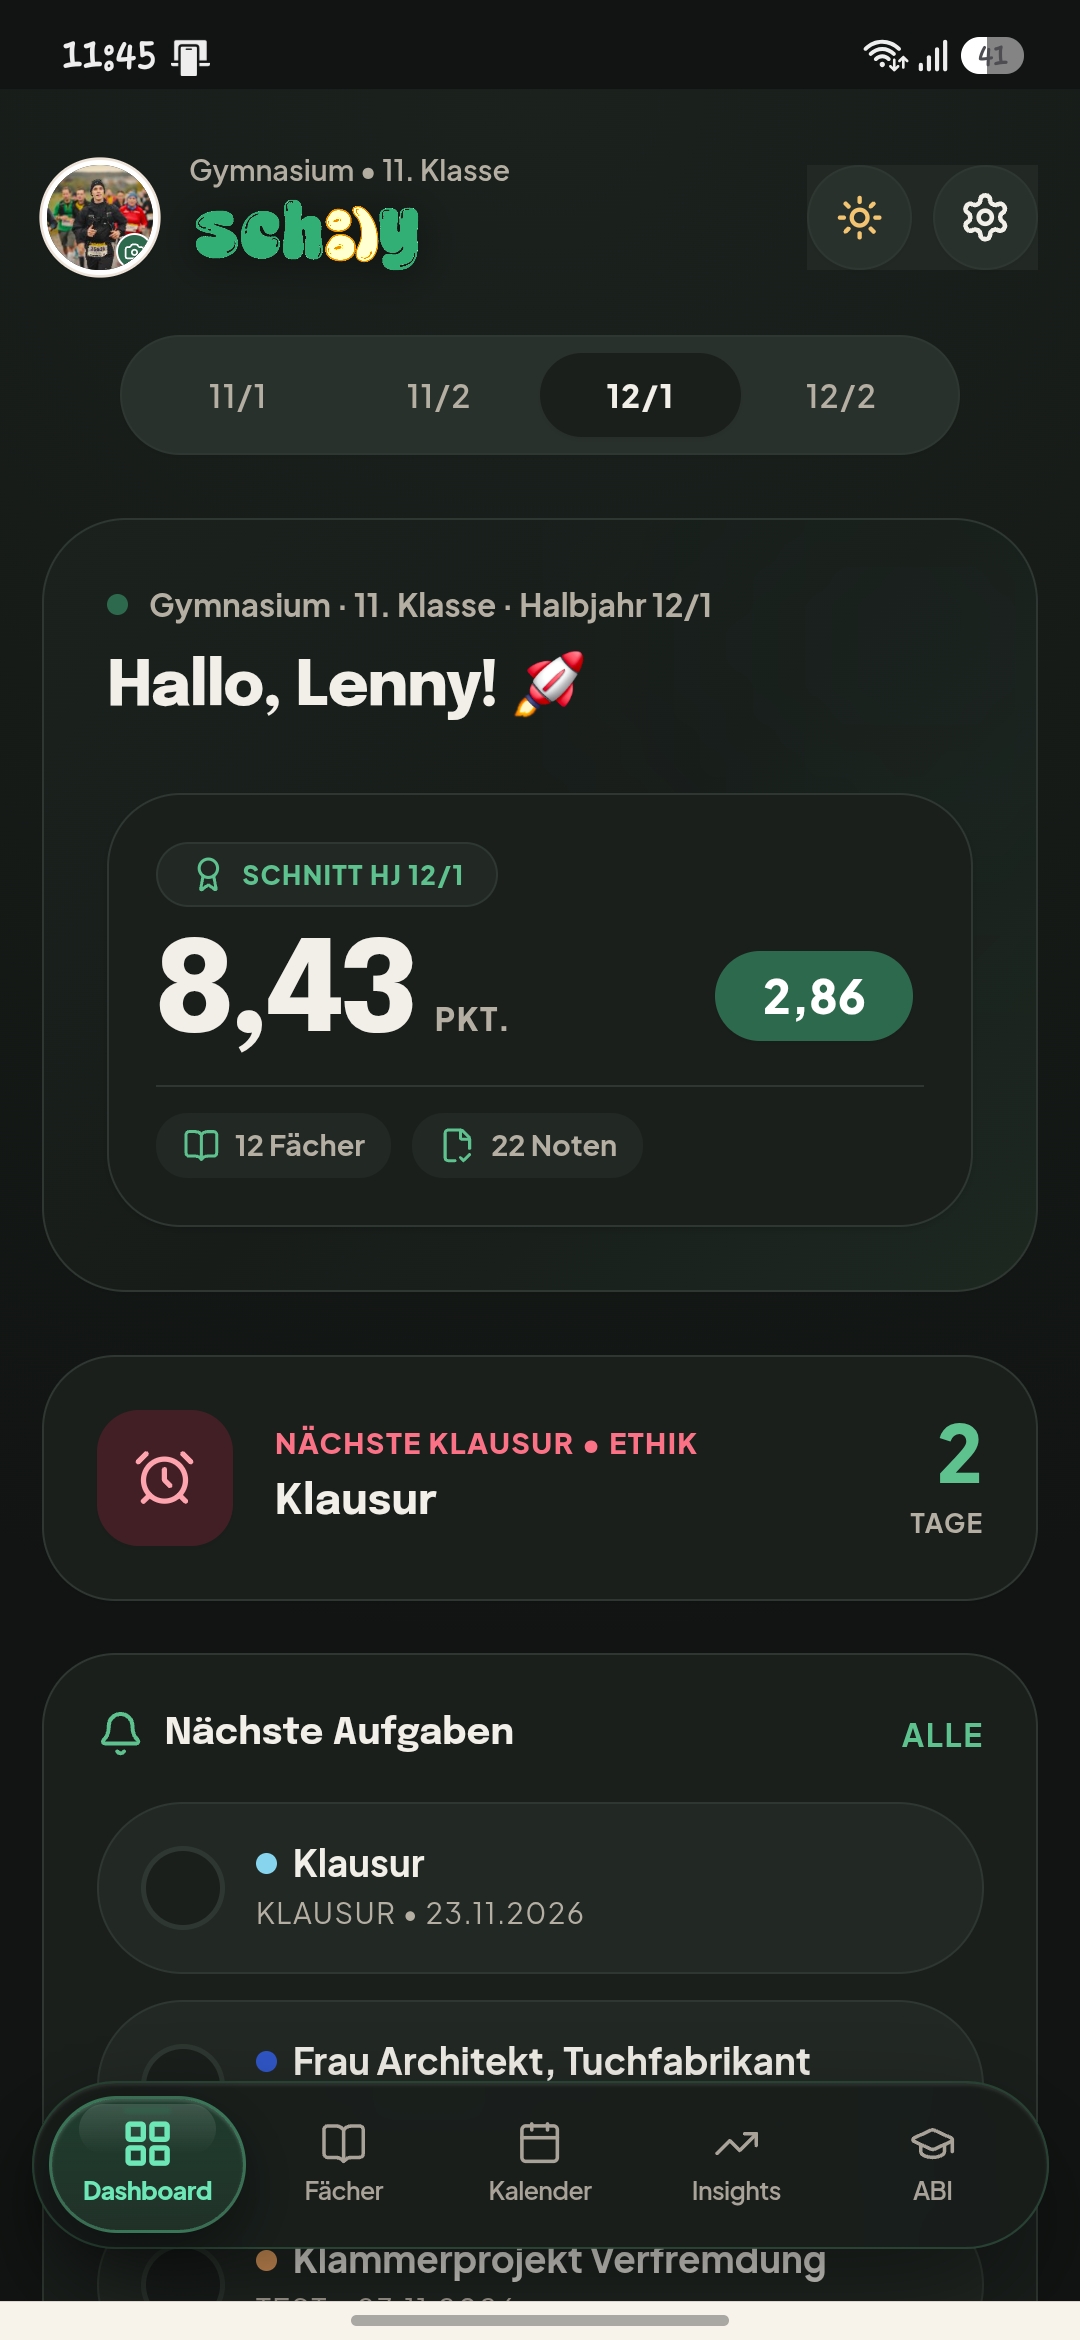 11:45
41
Gymnasium • 11. Klasse
sch:)y
11/1 11/2 12/1 12/2
Gymnasium · 11. Klasse · Halbjahr 12/1
Hallo, Lenny! 🚀
SCHNITT HJ 12/1
8,43 PKT.
2,86
12 Fächer
22 Noten
NÄCHSTE KLAUSUR • ETHIK
Klausur
2
TAGE
Nächste Aufgaben
ALLE
Klausur
KLAUSUR • 23.11.2026
Frau Architekt, Tuchfabrikant
Dashboard
Fächer
Kalender
Insights
ABI
Klammerprojekt Verfremdung